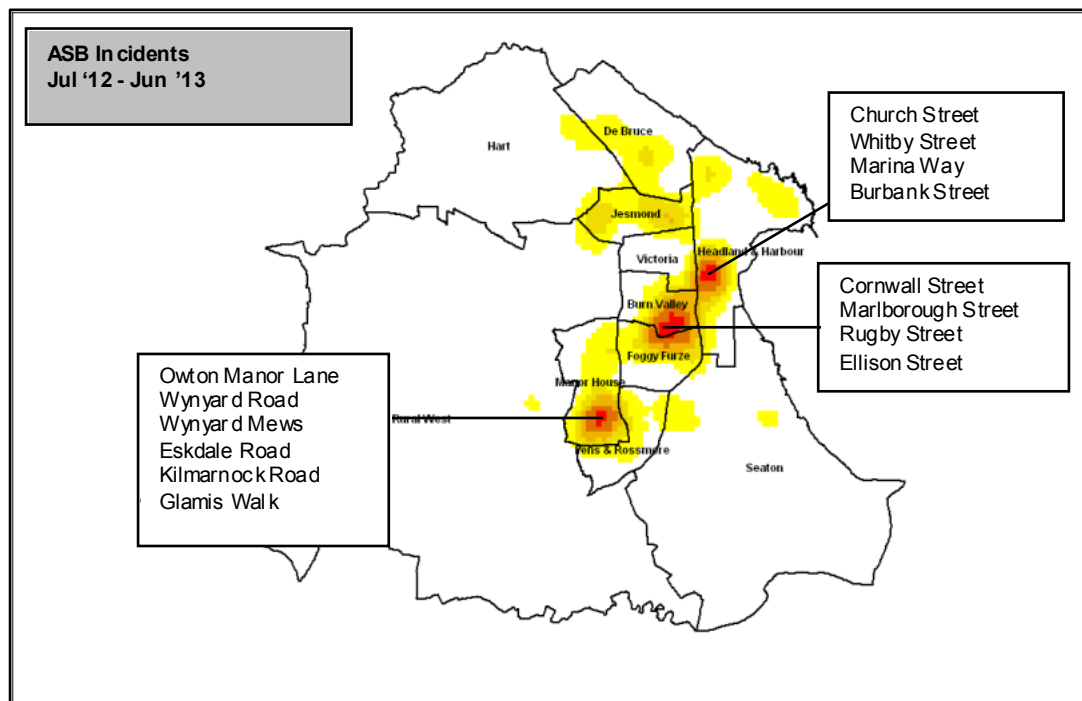 ASB Incidents
Jul ‘12 - Jun ’13
De Bruce
Hart
Church Street
Whitby Street
Marina Way
Burbank Street
Jesmond
Victoria
Headland & Harbour
Burn Valley
Cornwall Street
Marlborough Street
Rugby Street
Ellison Street
Foggy Furze
Manor House
Owton Manor Lane
Wynyard Road
Wynyard Mews
Eskdale Road
Kilmarnock Road
Glamis Walk
Rural West
Fens & Rossmere
Seaton